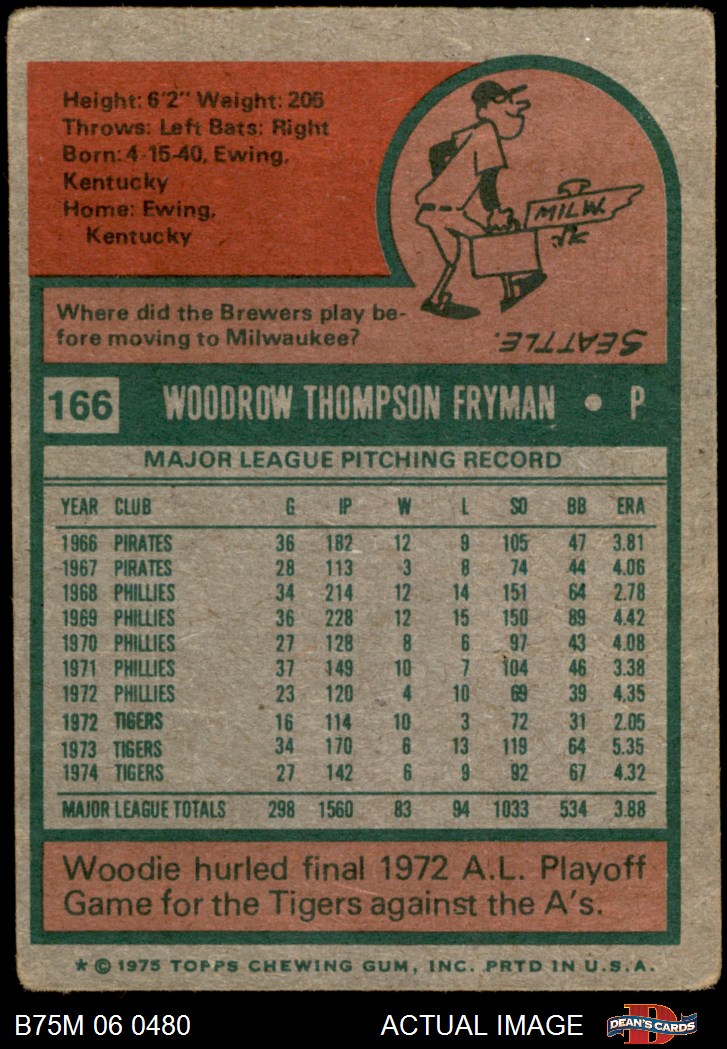 Height: 6'2" Weight: 205
Throws: Left Bats: Right
Born: 4-15-40, Ewing,
Kentucky
Home: Ewing,
Kentucky
MILW.
Where did the Brewers play be-
fore moving to Milwaukee?
SEATTLE.
166 WOODROW THOMPSON FRYMAN • P
MAJOR LEAGUE PITCHING RECORD
YEAR CLUB G IP W L SO BB ERA
1966 PIRATES 36 182 12 9 105 47 3.81
1967 PIRATES 28 113 3 8 74 44 4.06
1968 PHILLIES 34 214 12 14 151 64 2.78
1969 PHILLIES 36 228 12 15 150 89 4.42
1970 PHILLIES 27 128 8 6 97 43 4.08
1971 PHILLIES 37 149 10 7 104 46 3.38
1972 PHILLIES 23 120 4 10 69 39 4.35
1972 TIGERS 16 114 10 3 72 31 2.05
1973 TIGERS 34 170 6 13 119 64 5.35
1974 TIGERS 27 142 6 9 92 67 4.32
MAJOR LEAGUE TOTALS 298 1560 83 94 1033 534 3.88
Woodie hurled final 1972 A.L. Playoff
Game for the Tigers against the A's.
* © 1975 TOPPS CHEWING GUM, INC. PRTD IN U.S.A.
B75M 06 0480 ACTUAL IMAGE DEAN'S CARDS